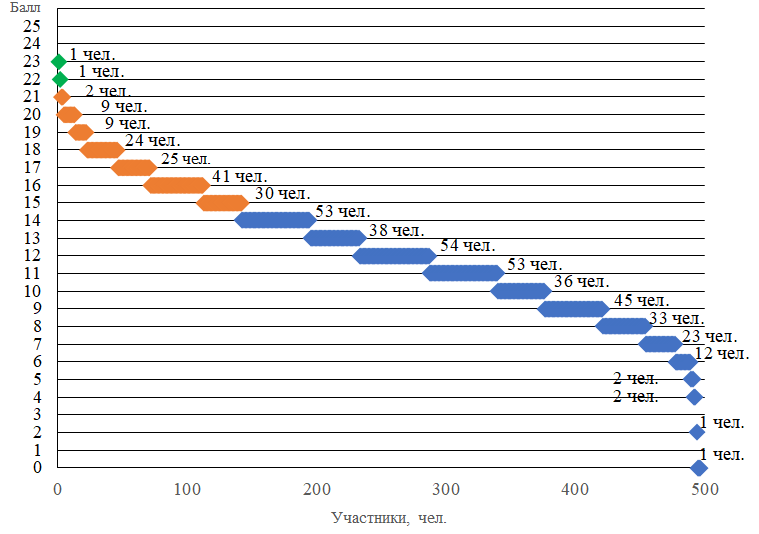 Балл
25
24
23 1 чел.
22 1 чел.
21 2 чел.
20 9 чел.
19 9 чел.
18 24 чел.
17 25 чел.
16 41 чел.
15 30 чел.
14 53 чел.
13 38 чел.
12 54 чел.
11 53 чел.
10 36 чел.
9 45 чел.
8 33 чел.
7 23 чел.
6 12 чел.
5 2 чел.
4 2 чел.
3
2 1 чел.
1
0 1 чел.
0 100 200 300 400 500
Участники, чел.